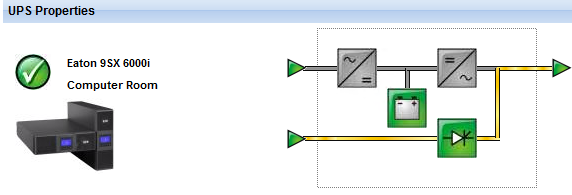 UPS Properties
Eaton 9SX 6000i
Computer Room